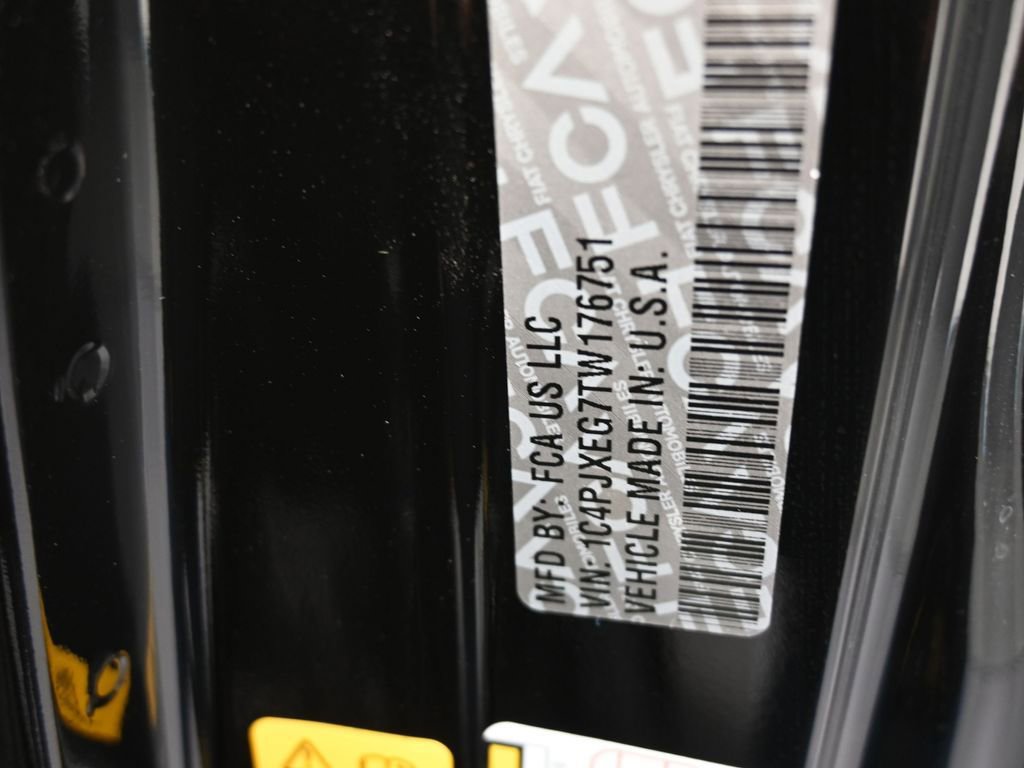 MFD BY: FCA US LLC
VIN: 1C4PJXEG7TW176751
VEHICLE MADE IN: U.S.A.